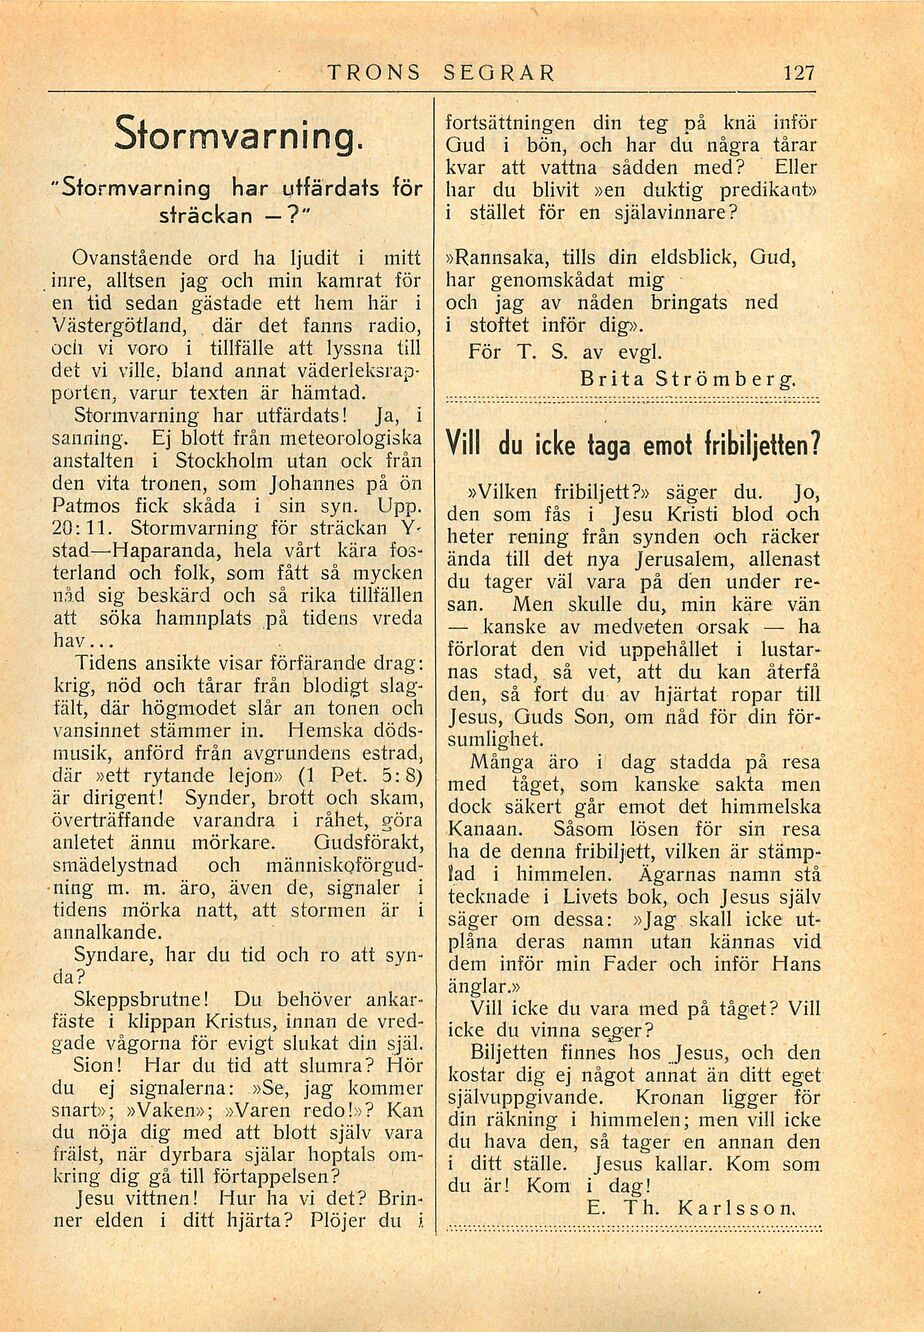 TRONS SEGRAR 127
Stormvarning.
"Stormvarning har utfärdats för
sträckan — ?"
Ovanstående ord ha ljudit i mitt
inre, alltsen jag och min kamrat för
en tid sedan gästade ett hem här i
Västergötland, där det fanns radio,
och vi voro i tillfälle att lyssna till
det vi ville, bland annat väderleksrap-
porten, varur texten är hämtad.
Stormvarning har utfärdats! Ja, i
sanning. Ej blott från meteorologiska
anstalten i Stockholm utan ock från
den vita tronen, som Johannes på ön
Patmos fick skåda i sin syn. Upp.
20: 11. Stormvarning för sträckan Y-
stad—Haparanda, hela vårt kära fos-
terland och folk, som fått så mycken
nåd sig beskärd och så rika tillfällen
att söka hamnplats på tidens vreda
hav...
Tidens ansikte visar förfärande drag:
krig, nöd och tårar från blodigt slag-
fält, där högmodet slår an tonen och
vansinnet stämmer in. Hemska döds-
musik, anförd från avgrundens estrad,
där »ett rytande lejon» (1 Pet. 5: 8)
är dirigent! Synder, brott och skam,
överträffande varandra i råhet, göra
anletet ännu mörkare. Gudsförakt,
smädelystnad och människoförgud-
ning m. m. äro, även de, signaler i
tidens mörka natt, att stormen är i
annalkande.
Syndare, har du tid och ro att syn-
da?
Skeppsbrutne! Du behöver ankar-
fäste i klippan Kristus, innan de vred-
gade vågorna för evigt slukat din själ.
Sion! Har du tid att slumra? Hör
du ej signalerna: »Se, jag kommer
snart»; »Vaken»; »Varen redo!»? Kan
du nöja dig med att blott själv vara
frälst, när dyrbara själar hoptals om-
kring dig gå till förtappelsen?
Jesu vittnen! Hur ha vi det? Brin-
ner elden i ditt hjärta? Plöjer du i
fortsättningen din teg på knä inför
Gud i bön, och har du några tårar
kvar att vattna sådden med? Eller
har du blivit »en duktig predikant»
i stället för en själavinnare?
»Rannsaka, tills din eldsblick, Gud,
har genomskådat mig
och jag av nåden bringats ned
i stoftet inför dig».
För T. S. av evgl.
Brita Strömberg.
Vill du icke taga emot fribiljetten?
»Vilken fribiljett?» säger du. Jo,
den som fås i Jesu Kristi blod och
heter rening från synden och räcker
ända till det nya Jerusalem, allenast
du tager väl vara på den under re-
san. Men skulle du, min käre vän
— kanske av medveten orsak — ha
förlorat den vid uppehållet i lustar-
nas stad, så vet, att du kan återfå
den, så fort du av hjärtat ropar till
Jesus, Guds Son, om nåd för din för-
sumlighet.
Många äro i dag stadda på resa
med tåget, som kanske sakta men
dock säkert går emot det himmelska
Kanaan. Såsom lösen för sin resa
ha de denna fribiljett, vilken är stämp-
lad i himmelen. Ägarnas namn stå
tecknade i Livets bok, och Jesus själv
säger om dessa: »Jag skall icke ut-
plåna deras namn utan kännas vid
dem inför min Fader och inför Hans
änglar.»
Vill icke du vara med på tåget? Vill
icke du vinna seger?
Biljetten finnes hos Jesus, och den
kostar dig ej något annat än ditt eget
självuppgivande. Kronan ligger för
din räkning i himmelen; men vill icke
du hava den, så tager en annan den
i ditt ställe. Jesus kallar. Kom som
du är! Kom i dag!
E. Th. Karlsson.